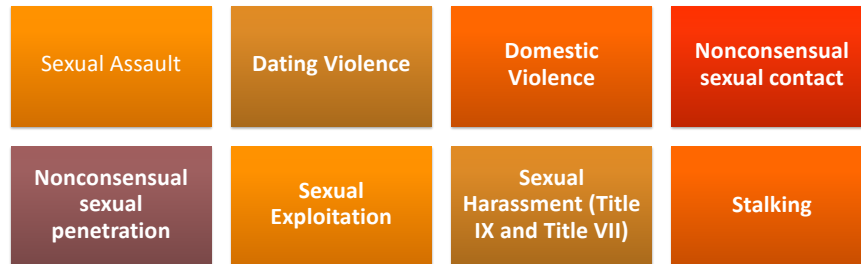 Sexual Assault
Dating Violence
Domestic
Violence
Nonconsensual
sexual contact
Nonconsensual
sexual
penetration
Sexual
Exploitation
Sexual
Harassment (Title
IX and Title VII)
Stalking